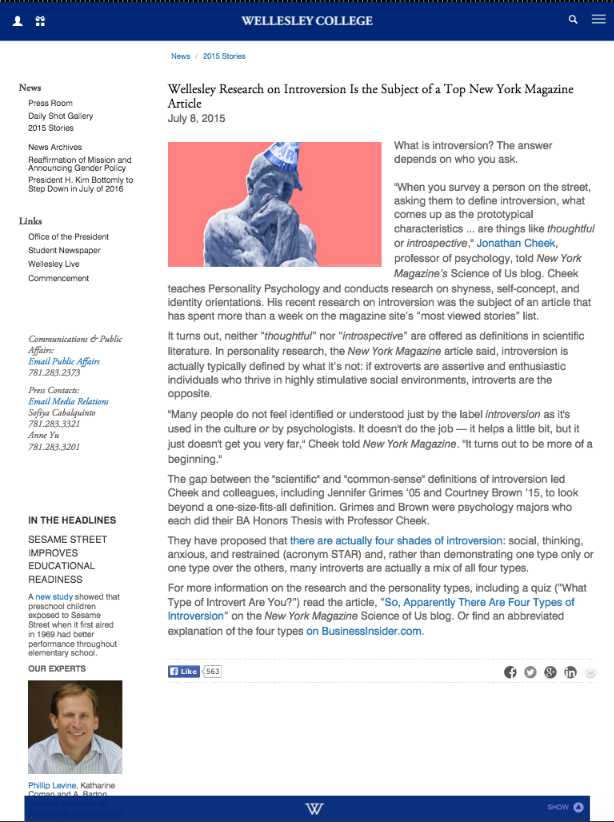 WELLESLEY COLLEGE
News / 2015 Stories
News
Press Room
Daily Shot Gallery
2015 Stories
News Archives
Reaffirmation of Mission and
Announcing Gender Policy
President H. Kim Bottomly to
Step Down in July of 2016
Links
Office of the President
Student Newspaper
Wellesley Live
Commencement
Communications & Public
Affairs:
Email Public Affairs
781.283.2373
Press Contacts:
Email Media Relations
Sofiya Cabalquinto
781.283.3321
Anne Yu
781.283.3201
IN THE HEADLINES
SESAME STREET
IMPROVES
EDUCATIONAL
READINESS
A new study showed that
preschool children
exposed to Sesame
Street when it first aired
in 1969 had better
performance throughout
elementary school.
OUR EXPERTS
Phillip Levine, Katharine
Coman and A. Barton
Wellesley Research on Introversion Is the Subject of a Top New York Magazine
Article
July 8, 2015
What is introversion? The answer
depends on who you ask.
"When you survey a person on the street,
asking them to define introversion, what
comes up as the prototypical
characteristics ... are things like thoughtful
or introspective," Jonathan Cheek,
professor of psychology, told New York
Magazine's Science of Us blog. Cheek
teaches Personality Psychology and conducts research on shyness, self-concept, and
identity orientations. His recent research on introversion was the subject of an article that
has spent more than a week on the magazine site's "most viewed stories" list.
It turns out, neither "thoughtful" nor "introspective" are offered as definitions in scientific
literature. In personality research, the New York Magazine article said, introversion is
actually typically defined by what it's not: if extroverts are assertive and enthusiastic
individuals who thrive in highly stimulative social environments, introverts are the
opposite.
"Many people do not feel identified or understood just by the label introversion as it's
used in the culture or by psychologists. It doesn't do the job — it helps a little bit, but it
just doesn't get you very far," Cheek told New York Magazine. "It turns out to be more of a
beginning."
The gap between the "scientific" and "common-sense" definitions of introversion led
Cheek and colleagues, including Jennifer Grimes '05 and Courtney Brown '15, to look
beyond a one-size-fits-all definition. Grimes and Brown were psychology majors who
each did their BA Honors Thesis with Professor Cheek.
They have proposed that there are actually four shades of introversion: social, thinking,
anxious, and restrained (acronym STAR) and, rather than demonstrating one type only or
one type over the others, many introverts are actually a mix of all four types.
For more information on the research and the personality types, including a quiz ("What
Type of Introvert Are You?") read the article, "So, Apparently There Are Four Types of
Introversion" on the New York Magazine Science of Us blog. Or find an abbreviated
explanation of the four types on BusinessInsider.com.
Like 563
W
SHOW